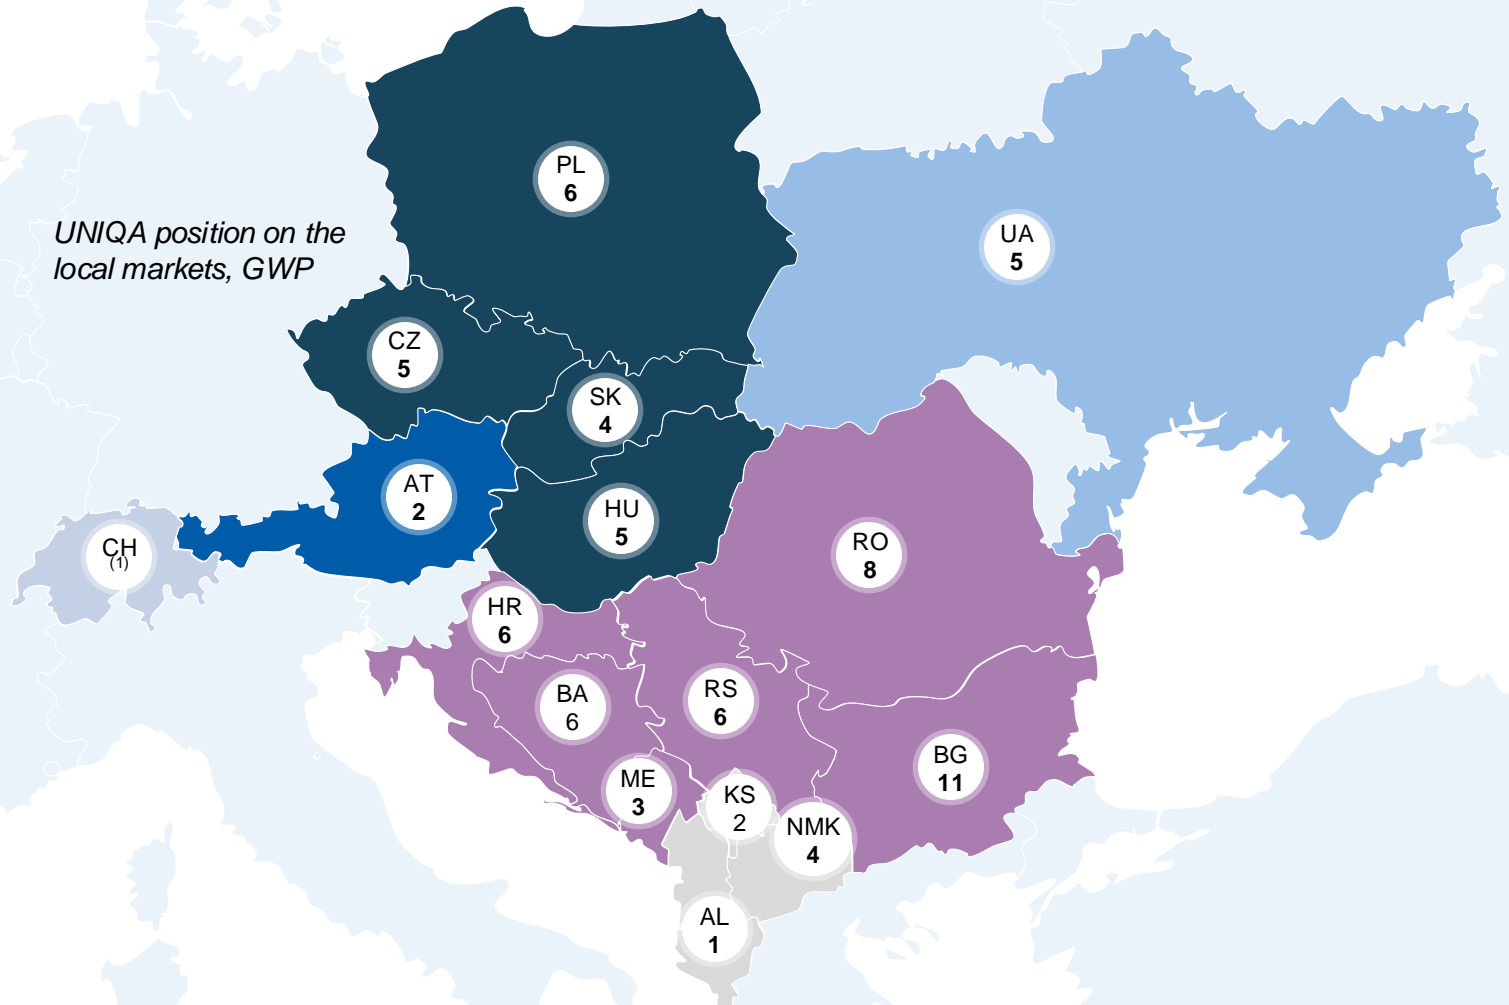 PL
6
UNIQA position on the
local markets, GWP
UA
5
CZ
5
SK
4
AT
2
HU
5
CH
(1)
RO
8
HR
6
BA
6
RS
6
BG
11
ME
3
KS
2
NMK
4
AL
1